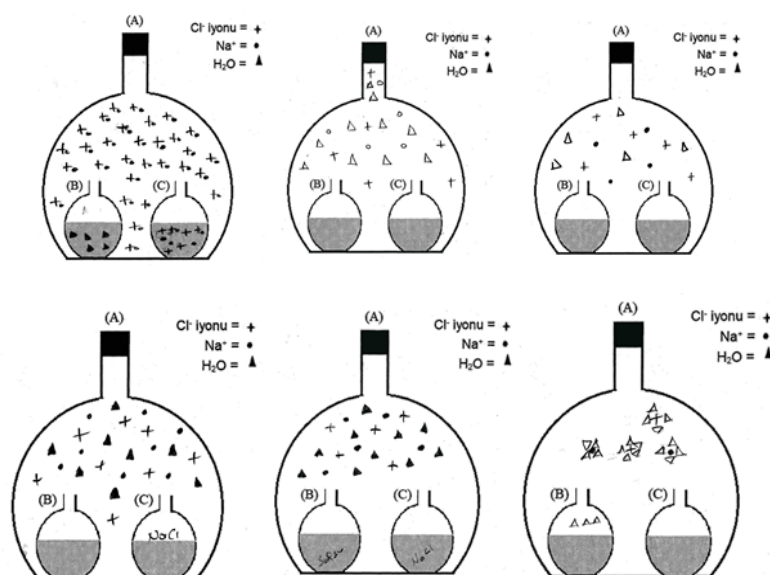 (A)
Cl⁻ iyonu = +
Na⁺ = •
H₂O = ▲
(B)
(C)
(A)
Cl⁻ iyonu = +
Na⁺ = •
H₂O = ▲
(B)
(C)
(A)
Cl⁻ iyonu = +
Na⁺ = •
H₂O = ▲
(B)
(C)
(A)
Cl⁻ iyonu = +
Na⁺ = •
H₂O = ▲
(B)
(C)
NaCl
(A)
Cl⁻ iyonu = +
Na⁺ = •
H₂O = ▲
(B)
(C)
NaCl
(A)
Cl⁻ iyonu = +
Na⁺ = •
H₂O = ▲
(B)
(C)